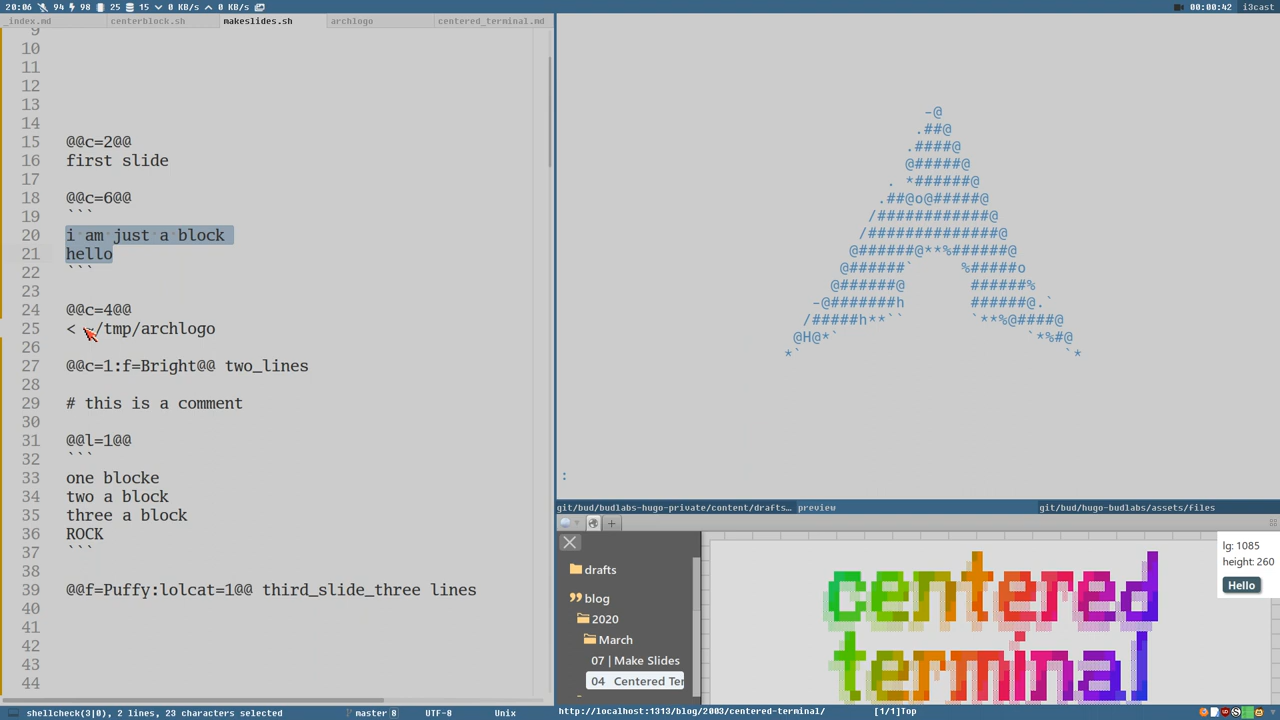 20:06 94 98 25 15 0 KB/s 0 KB/s
00:00:42 i3cast
_index.md centerblock.sh makeslides.sh archlogo centered_terminal.md
9
10
11
12
13
14
15 @@c=2@@
16 first slide
17
18 @@c=6@@
19 ```
20 i am just a block
21 hello
22 ```
23
24 @@c=4@@
25 < ~/tmp/archlogo
26
27 @@c=1:f=Bright@@ two_lines
28
29 # this is a comment
30
31 @@l=1@@
32 ```
33 one blocke
34 two a block
35 three a block
36 ROCK
37 ```
38
39 @@f=Puffy:lolcat=1@@ third_slide_three lines
40
41
42
43
44
shellcheck(3|0), 2 lines, 23 characters selected master 8 UTF-8 Unix
-@
.##@
.####@
@#####@
. *######@
.##@o@#####@
/############@
/##############@
@######@**%######@
@######` %#####o
@######@ ######%
-@#######h ######@.`
/#####h**`` `**%@####@
@H@*` `*%#@
*` `*
:
git/bud/budlabs-hugo-private/content/drafts… preview git/bud/hugo-budlabs/assets/files
drafts
blog
2020
March
07 | Make Slides
04 Centered Ter
centered
terminal
lg: 1085
height: 260
Hello
http://localhost:1313/blog/2003/centered-terminal/ [1/1]Top